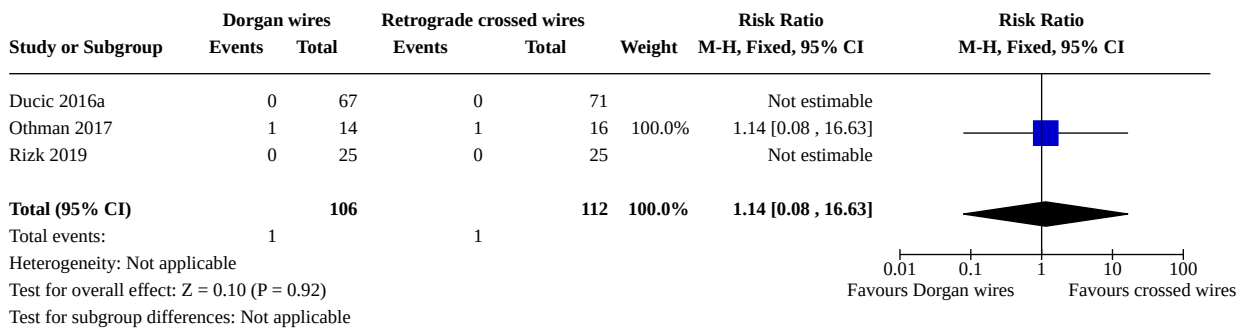 Dorgan wires Retrograde crossed wires Risk Ratio Risk Ratio
Study or Subgroup Events Total Events Total Weight M-H, Fixed, 95% CI M-H, Fixed, 95% CI
Ducic 2016a 0 67 0 71 Not estimable
Othman 2017 1 14 1 16 100.0% 1.14 [0.08 , 16.63]
Rizk 2019 0 25 0 25 Not estimable
Total (95% CI) 106 112 100.0% 1.14 [0.08 , 16.63]
Total events: 1 1
Heterogeneity: Not applicable
0.01 0.1 1 10 100
Test for overall effect: Z = 0.10 (P = 0.92)
Favours Dorgan wires Favours crossed wires
Test for subgroup differences: Not applicable